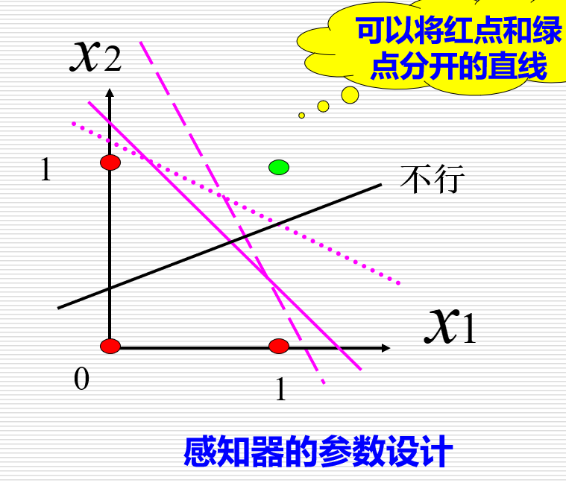 可以将红点和绿
点分开的直线
x2
1
不行
x1
0
1
感知器的参数设计